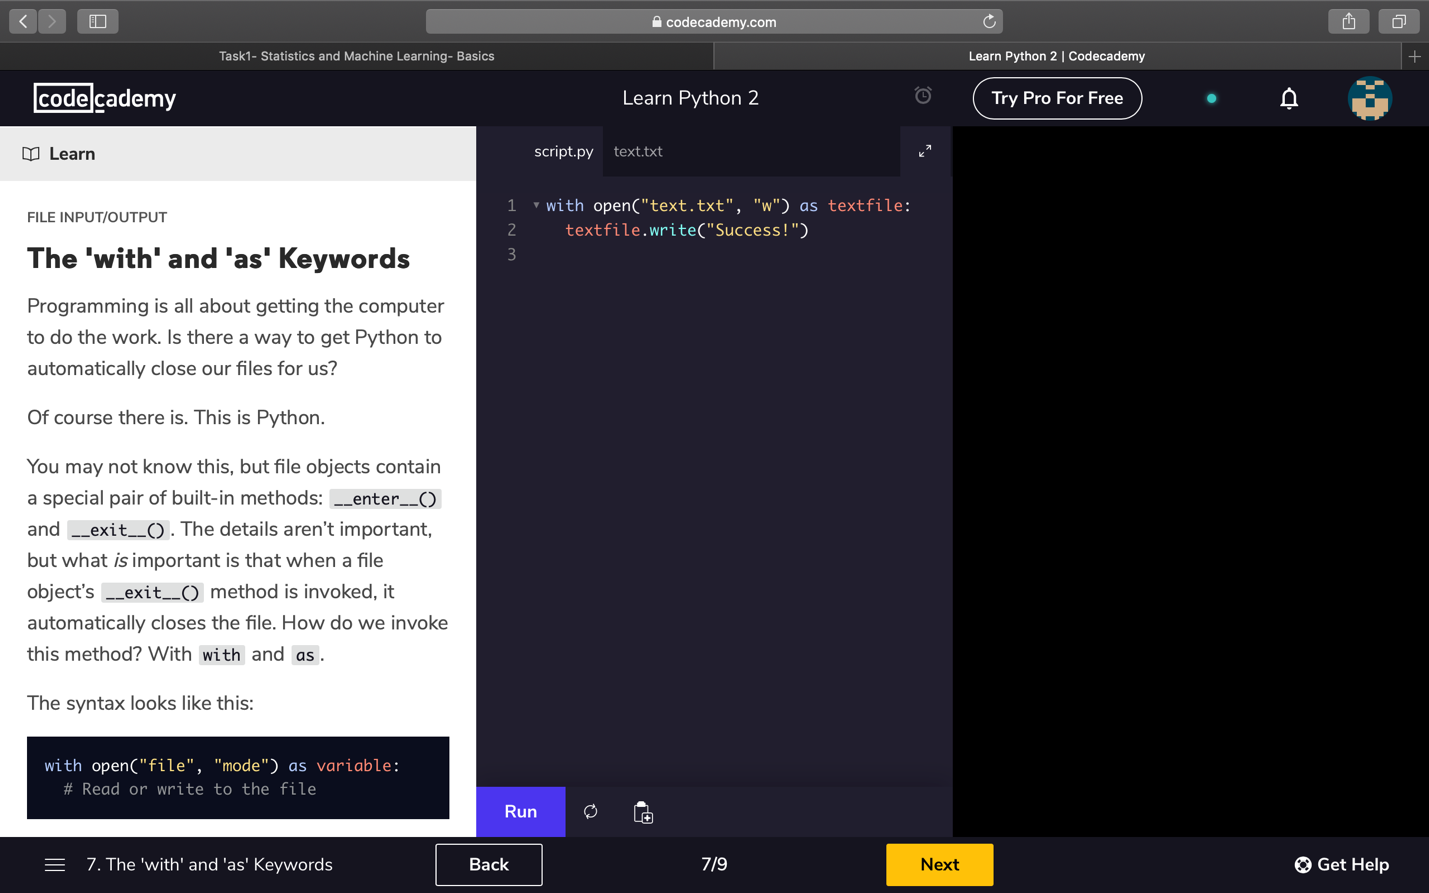 codecademy.com
Task1- Statistics and Machine Learning- Basics
Learn Python 2 | Codecademy
codecademy
Learn Python 2
Try Pro For Free
Learn
script.py
text.txt
FILE INPUT/OUTPUT
The 'with' and 'as' Keywords
Programming is all about getting the computer
to do the work. Is there a way to get Python to
automatically close our files for us?
Of course there is. This is Python.
You may not know this, but file objects contain
a special pair of built-in methods: __enter__()
and __exit__(). The details aren't important,
but what is important is that when a file
object's __exit__() method is invoked, it
automatically closes the file. How do we invoke
this method? With with and as.
The syntax looks like this:
with open("file", "mode") as variable:
# Read or write to the file
1 with open("text.txt", "w") as textfile:
2 textfile.write("Success!")
3
Run
7. The 'with' and 'as' Keywords
Back
7/9
Next
Get Help